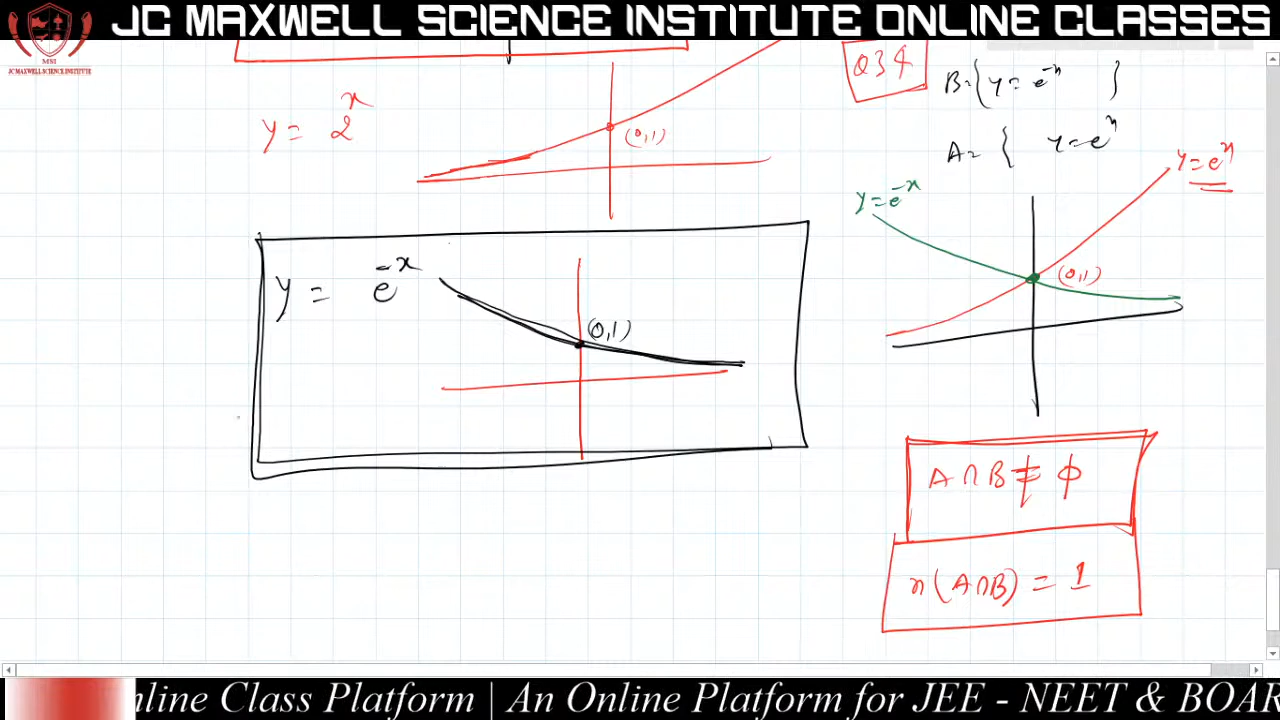 JC MAXWELL SCIENCE INSTITUTE ONLINE CLASSES
MSI
JC MAXWELL SCIENCE INSTITUTE
y = 2^x
(0,1)
y = e^-x
(0,1)
Q34
B={y = e^-x }
A= { y=e^x
y=e^x
y=e^-x
(0,1)
A∩B ≠ ϕ
n(A∩B) = 1
nline Class Platform | An Online Platform for JEE - NEET & BOAR